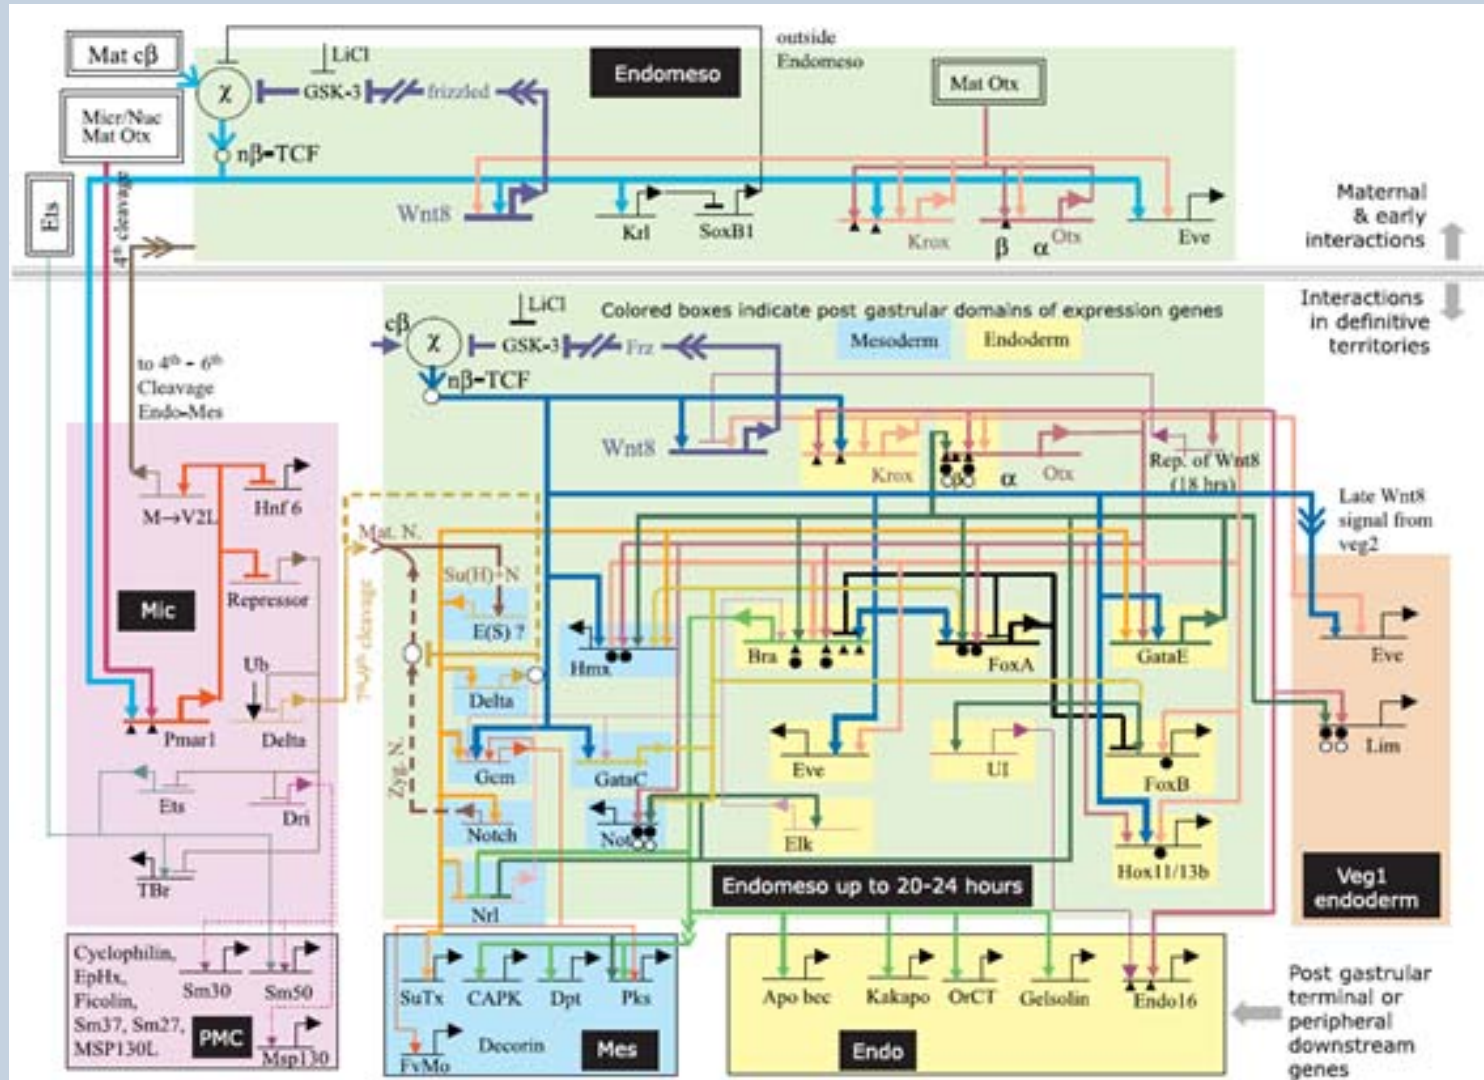 Mat cβ
Micr/Nuc
Mat Otx
Ets
χ
LiCl
GSK-3
frizzled
nβ-TCF
Endomeso
outside
Endomeso
Mat Otx
4th cleavage
Wnt8
Krl
SoxB1
Krox
β
α
Otx
Eve
Maternal
& early
interactions
Interactions
in definitive
territories
Colored boxes indicate post gastrular domains of expression genes
Mesoderm
Endoderm
cβ
χ
LiCl
GSK-3
Frz
nβ-TCF
to 4th - 6th
Cleavage
Endo-Mes
Wnt8
Krox
β
α
Otx
Rep. of Wnt8
(18 hrs)
Late Wnt8
signal from
veg2
M→V2L
Hnf 6
Repressor
Mic
Ub
Pmar1
Delta
Ets
Dri
TBr
Mat. N.
Su(H)-N
E(S) ?
Delta
Gcm
Zyg. N.
Notch
Nrl
Hmx
GataC
Not
Bra
FoxA
GataE
Eve
UI
FoxB
Elk
Hox11/13b
Eve
Lim
Veg1
endoderm
Endomeso up to 20-24 hours
Cyclophilin,
EpHx,
Ficolin,
Sm37, Sm27,
MSP130L
PMC
Sm30
Sm50
Msp130
SuTx
CAPK
Dpt
Pks
FvMo
Decorin
Mes
Apo bec
Kakapo
OrCT
Gelsolin
Endo16
Endo
Post gastrular
terminal or
peripheral
downstream
genes